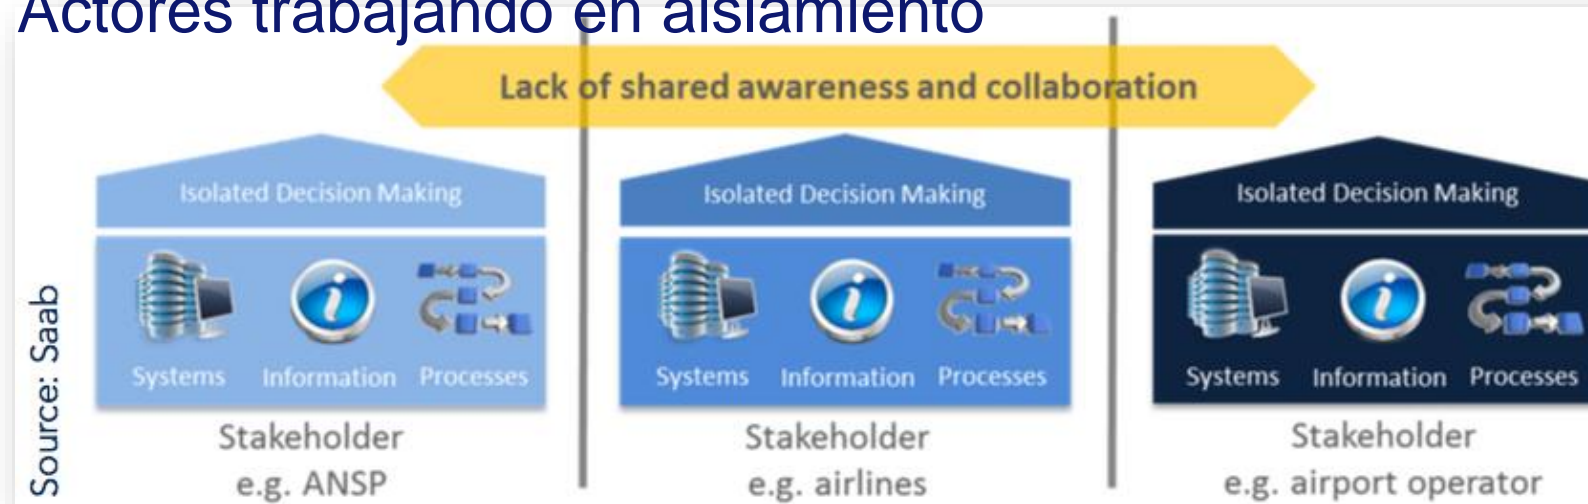 Actores trabajando en aislamiento
Lack of shared awareness and collaboration
Isolated Decision Making
Systems Information Processes
Stakeholder
e.g. ANSP
Isolated Decision Making
Systems Information Processes
Stakeholder
e.g. airlines
Isolated Decision Making
Systems Information Processes
Stakeholder
e.g. airport operator
Source: Saab